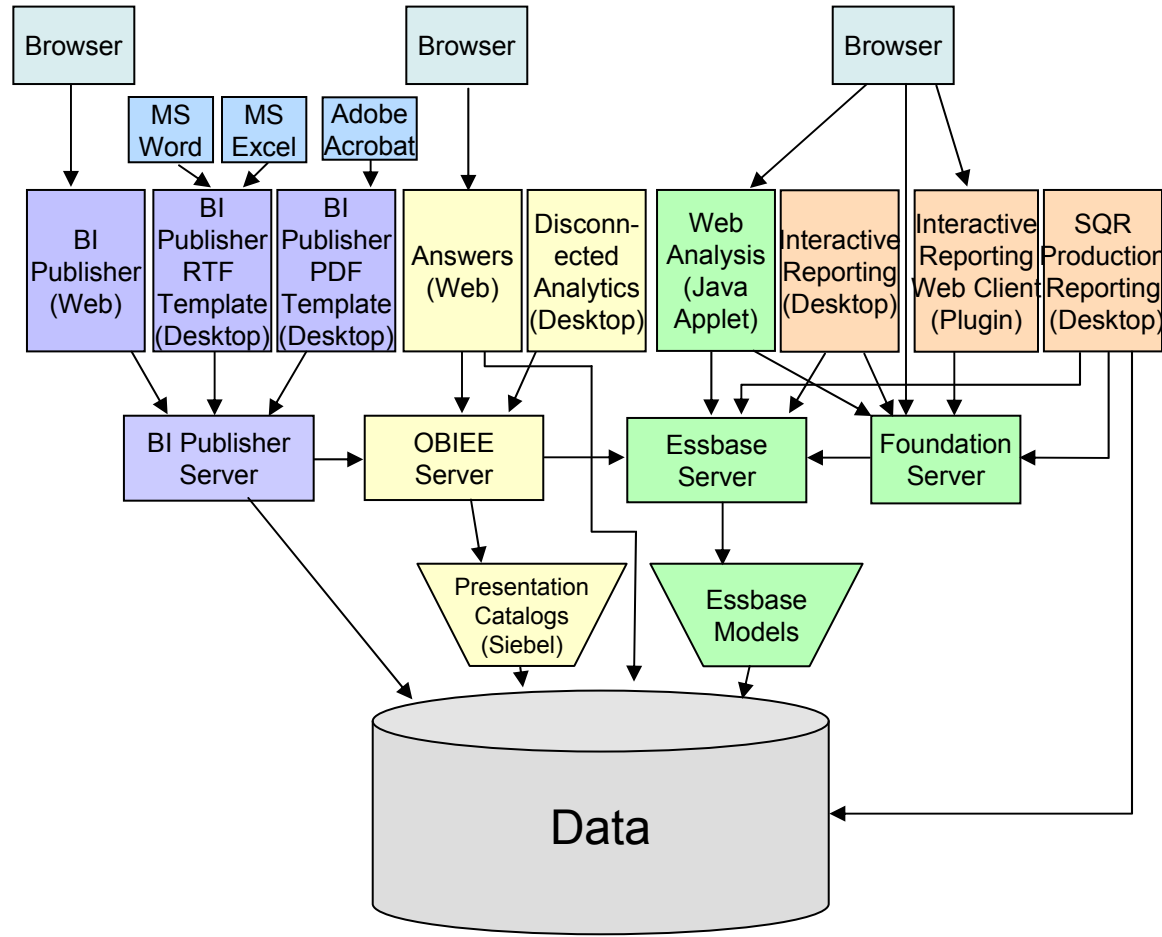 Browser
Browser
Browser
MS
Word
MS
Excel
Adobe
Acrobat
BI
Publisher
(Web)
BI
Publisher
RTF
Template
(Desktop)
BI
Publisher
PDF
Template
(Desktop)
Answers
(Web)
Disconn-
ected
Analytics
(Desktop)
Web
Analysis
(Java
Applet)
Interactive
Reporting
(Desktop)
Interactive
Reporting
Web Client
(Plugin)
SQR
Production
Reporting
(Desktop)
BI Publisher
Server
OBIEE
Server
Essbase
Server
Foundation
Server
Presentation
Catalogs
(Siebel)
Essbase
Models
Data